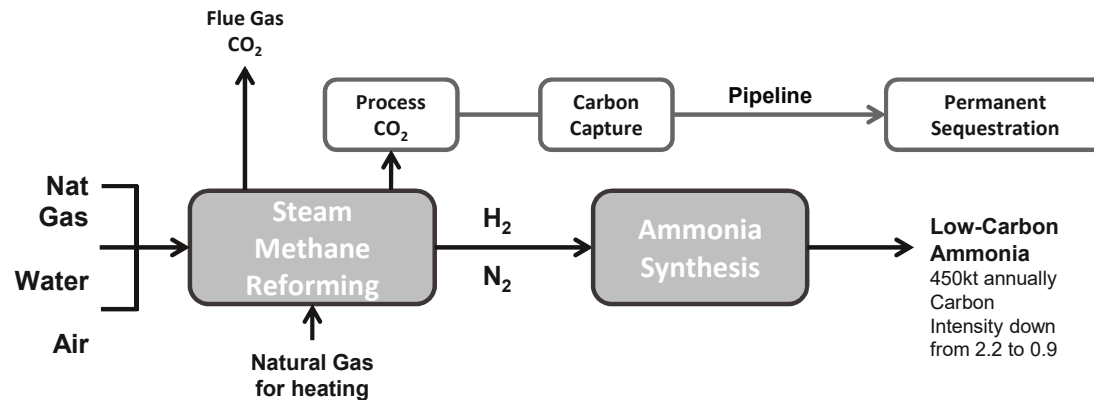 Flue Gas
CO₂
Process
CO₂
Carbon
Capture
Pipeline
Permanent
Sequestration
Nat
Gas
Water
Air
Steam
Methane
Reforming
H₂
N₂
Ammonia
Synthesis
Low-Carbon
Ammonia
450kt annually
Carbon
Intensity down
from 2.2 to 0.9
Natural Gas
for heating